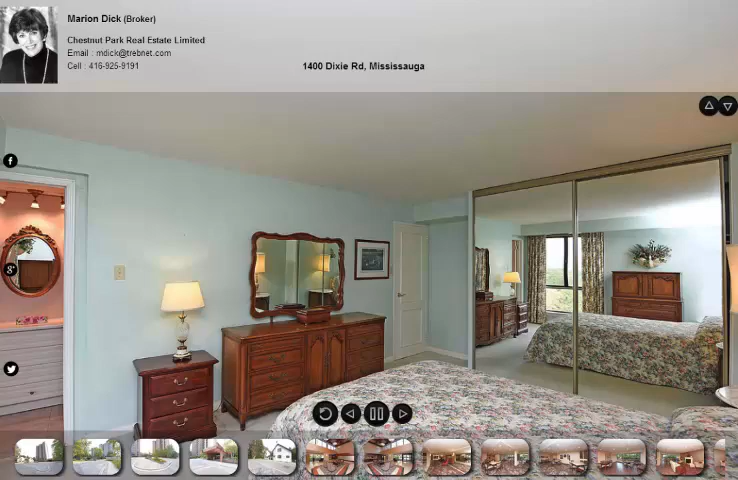 Marion Dick (Broker)
Chestnut Park Real Estate Limited
Email : mdick@trebnet.com
Cell : 416-925-9191
1400 Dixie Rd, Mississauga
f
g+